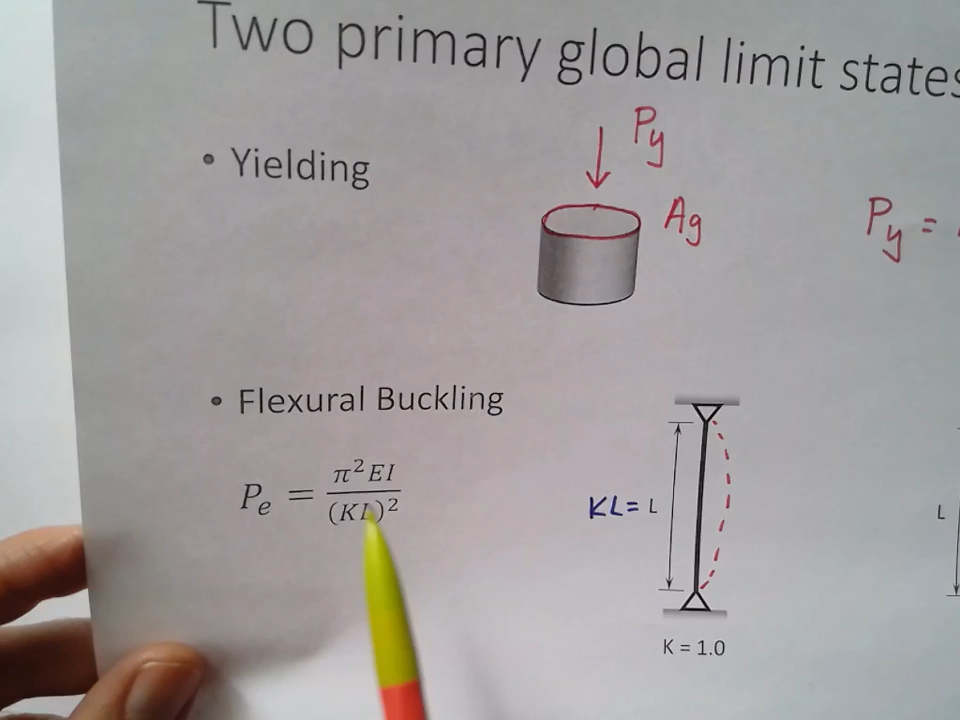 Two primary global limit states
• Yielding
Py
Ag
Py =
• Flexural Buckling
Pe = π²EI / (KL)²
KL = L
L
K = 1.0